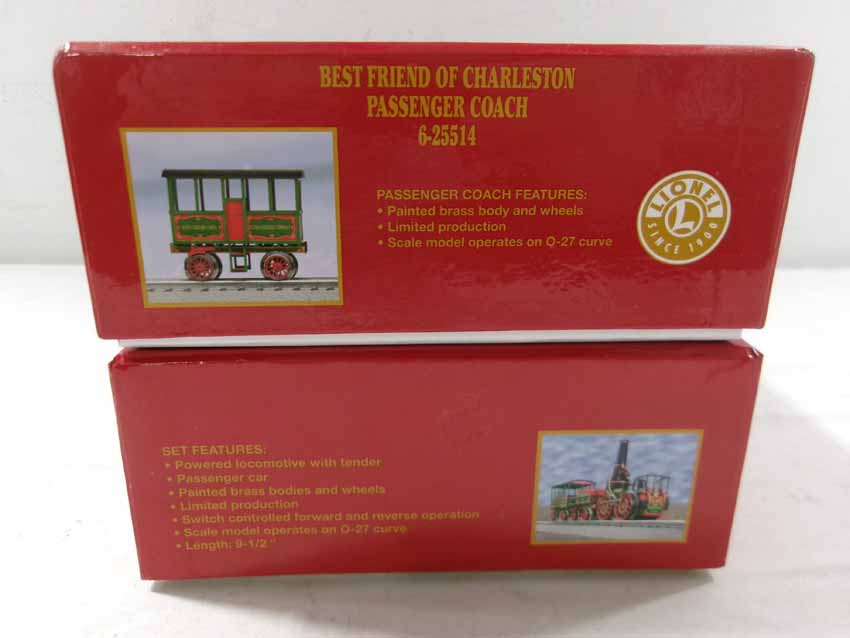 BEST FRIEND OF CHARLESTON
PASSENGER COACH
6-25514
PASSENGER COACH FEATURES:
• Painted brass body and wheels
• Limited production
• Scale model operates on O-27 curve
LIONEL
L
SINCE 1900
SET FEATURES:
• Powered locomotive with tender
• Passenger car
• Painted brass bodies and wheels
• Limited production
• Switch controlled forward and reverse operation
• Scale model operates on O-27 curve
• Length: 9-1/2 "